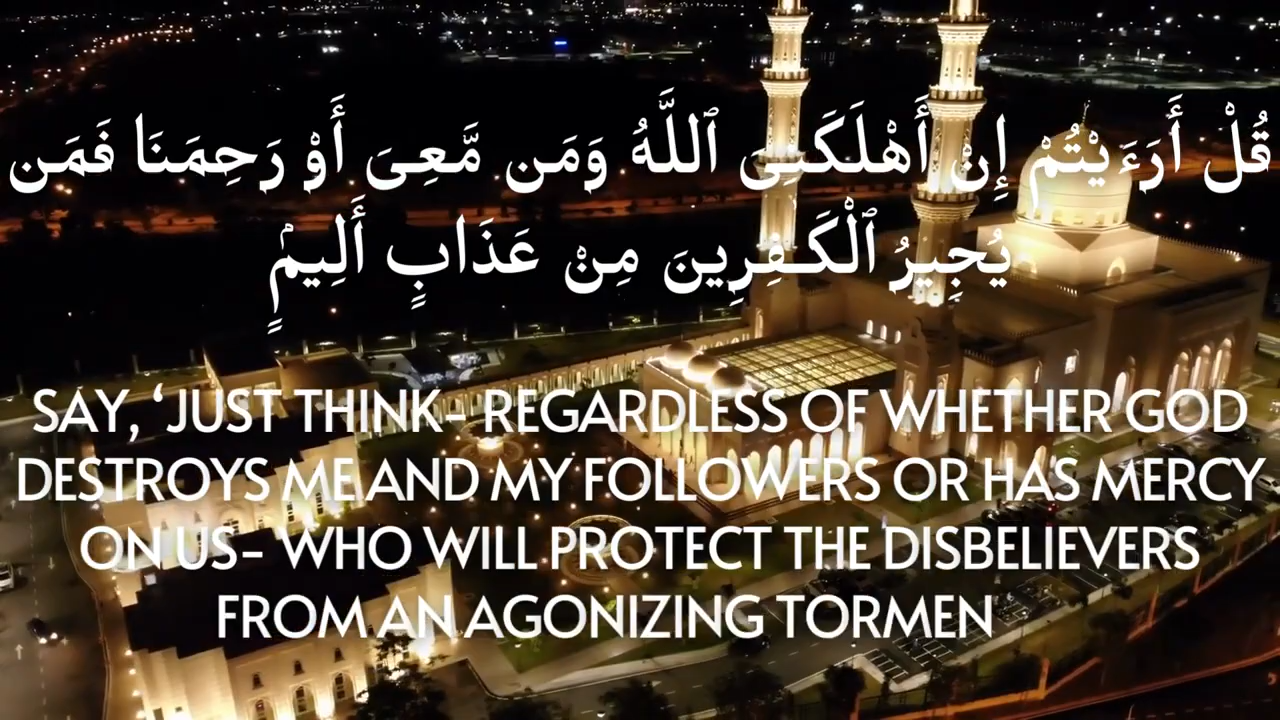 قُلْ أَرَءَيْتُمْ إِنْ أَهْلَكَنِىَ ٱللَّهُ وَمَن مَّعِىَ أَوْ رَحِمَنَا فَمَن
يُجِيرُ ٱلْكَـٰفِرِينَ مِنْ عَذَابٍ أَلِيمٍۢ
SAY, ‘JUST THINK- REGARDLESS OF WHETHER GOD
DESTROYS ME AND MY FOLLOWERS OR HAS MERCY
ON US- WHO WILL PROTECT THE DISBELIEVERS
FROM AN AGONIZING TORMEN